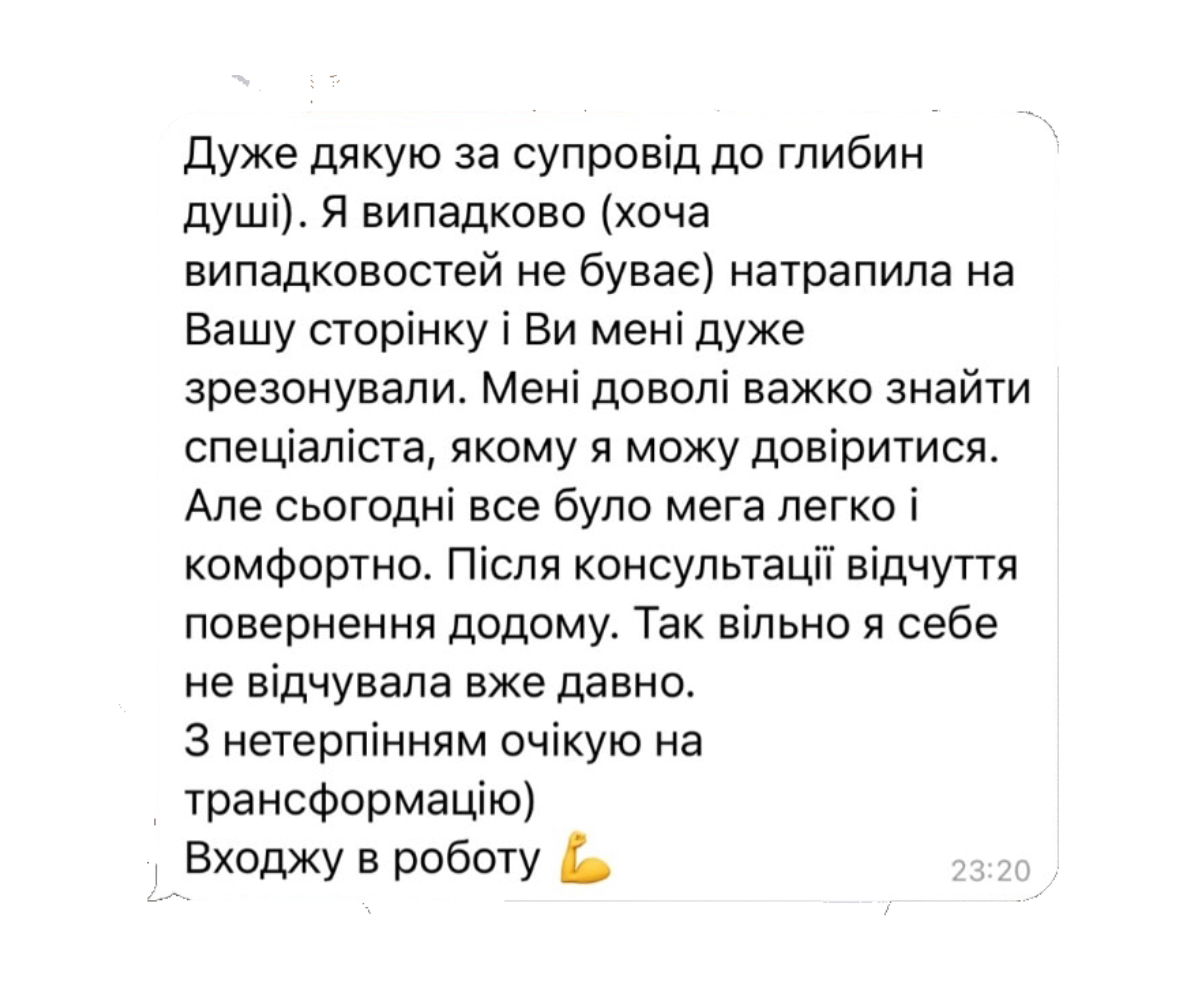 Дуже дякую за супровід до глибин
душі). Я випадково (хоча
випадковостей не буває) натрапила на
Вашу сторінку і Ви мені дуже
зрезонували. Мені доволі важко знайти
спеціаліста, якому я можу довіритися.
Але сьогодні все було мега легко і
комфортно. Після консультації відчуття
повернення додому. Так вільно я себе
не відчувала вже давно.
З нетерпінням очікую на
трансформацію)
Входжу в роботу 💪
23:20